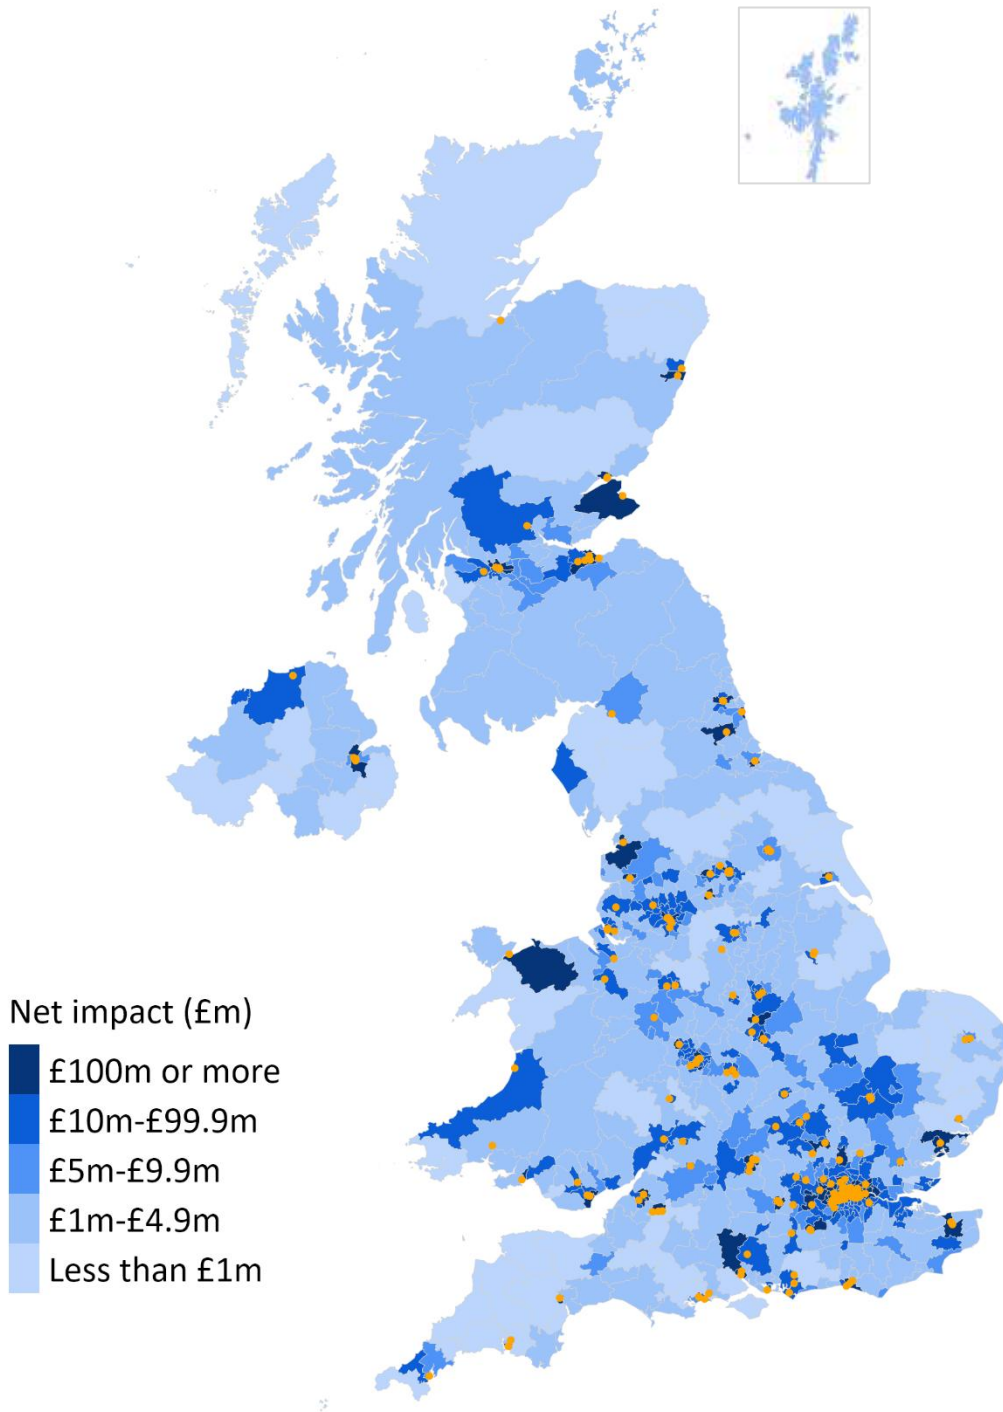 Net impact (£m)
£100m or more
£10m-£99.9m
£5m-£9.9m
£1m-£4.9m
Less than £1m